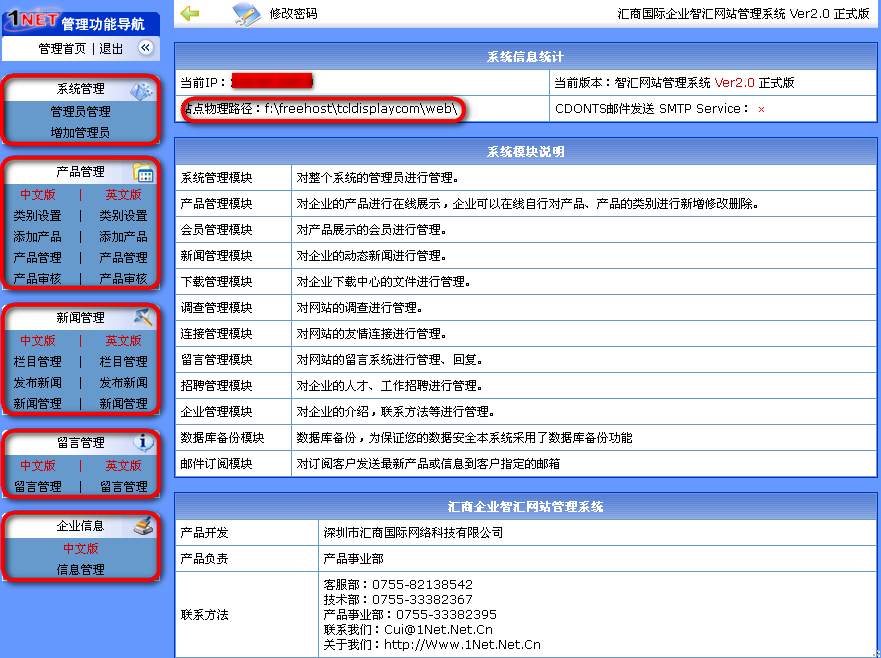 1NET 管理功能导航
管理首页 | 退出
系统管理
管理员管理
增加管理员
产品管理
中文版 | 英文版
类别设置 | 类别设置
添加产品 | 添加产品
产品管理 | 产品管理
产品审核 | 产品审核
新闻管理
中文版 | 英文版
栏目管理 | 栏目管理
发布新闻 | 发布新闻
新闻管理 | 新闻管理
留言管理
中文版 | 英文版
留言管理 | 留言管理
企业信息
中文版
信息管理
修改密码
汇商国际企业智汇网站管理系统 Ver2.0 正式版
系统信息统计
当前IP：
当前版本：智汇网站管理系统 Ver2.0 正式版
站点物理路径：f:\freehost\tcldisplaycom\web\
CDONTS邮件发送 SMTP Service： ×
系统模块说明
系统管理模块 对整个系统的管理员进行管理。
产品管理模块 对企业的产品进行在线展示，企业可以在线自行对产品、产品的类别进行新增修改删除。
会员管理模块 对产品展示的会员进行管理。
新闻管理模块 对企业的动态新闻进行管理。
下载管理模块 对企业下载中心的文件进行管理。
调查管理模块 对网站的调查进行管理。
连接管理模块 对网站的友情连接进行管理。
留言管理模块 对网站的留言系统进行管理、回复。
招聘管理模块 对企业的人才、工作招聘进行管理。
企业管理模块 对企业的介绍，联系方法等进行管理。
数据库备份模块 数据库备份，为保证您的数据安全本系统采用了数据库备份功能
邮件订阅模块 对订阅客户发送最新产品或信息到客户指定的邮箱
汇商企业智汇网站管理系统
产品开发 深圳市汇商国际网络科技有限公司
产品负责 产品事业部
联系方法
客服部：0755-82138542
技术部：0755-33382367
产品事业部：0755-33382395
联系我们：Cui@1Net.Net.Cn
关于我们：http://Www.1Net.Net.Cn